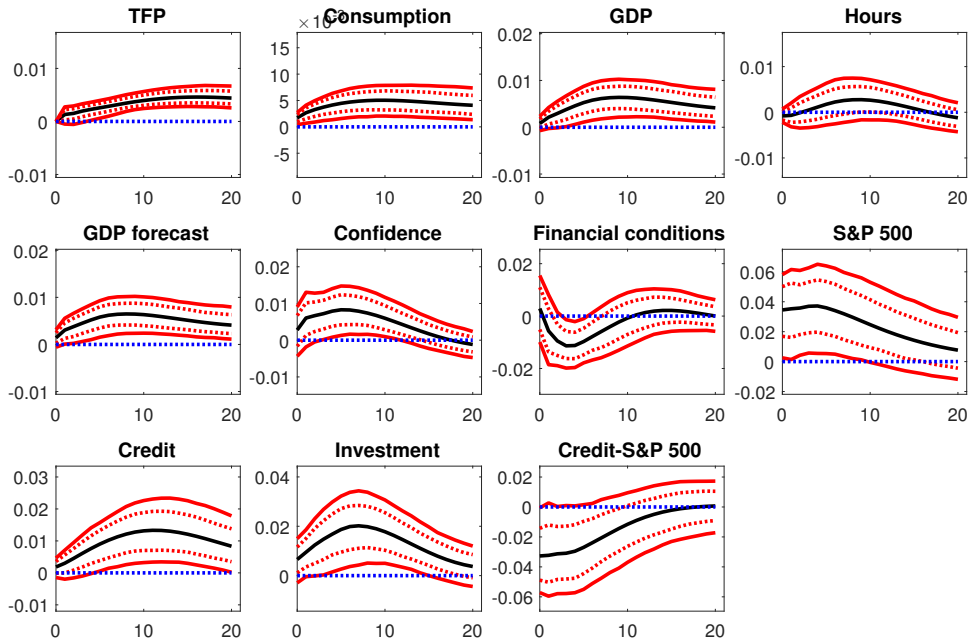 TFP
0.01
0
-0.01
0 10 20
×10⁻³
Consumption
15
10
5
0
-5
0 10 20
GDP
0.02
0.01
0
-0.01
0 10 20
Hours
0.01
0
-0.01
0 10 20
GDP forecast
0.02
0.01
0
-0.01
0 10 20
Confidence
0.02
0.01
0
-0.01
0 10 20
Financial conditions
0.02
0
-0.02
0 10 20
S&P 500
0.06
0.04
0.02
0
-0.02
0 10 20
Credit
0.03
0.02
0.01
0
-0.01
0 10 20
Investment
0.04
0.02
0
0 10 20
Credit-S&P 500
0.02
0
-0.02
-0.04
-0.06
0 10 20